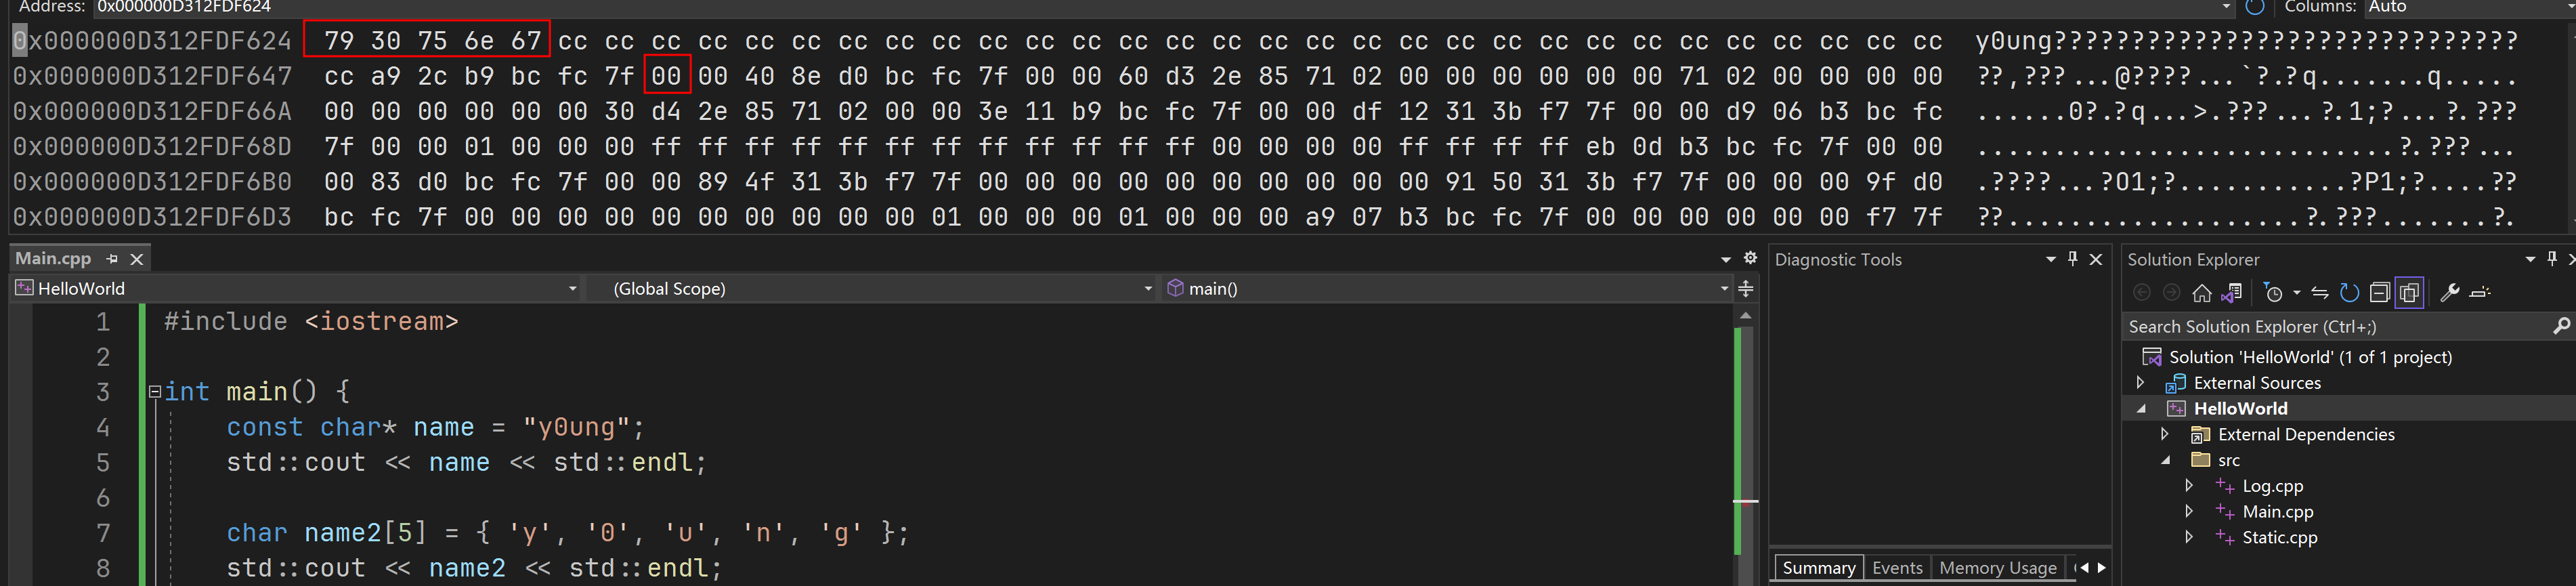 Address: 0x000000D312FDF624 Columns: Auto
0x000000D312FDF624 79 30 75 6e 67 cc cc cc cc cc cc cc cc cc cc cc cc cc cc cc cc cc cc cc cc cc cc cc cc cc cc cc cc cc cc y0ung??????????????????????????????
0x000000D312FDF647 cc a9 2c b9 bc fc 7f 00 00 40 8e d0 bc fc 7f 00 00 60 d3 2e 85 71 02 00 00 00 00 00 00 71 02 00 00 00 00 ??,???...@????...`?.?q.......q.....
0x000000D312FDF66A 00 00 00 00 00 00 30 d4 2e 85 71 02 00 00 3e 11 b9 bc fc 7f 00 00 df 12 31 3b f7 7f 00 00 d9 06 b3 bc fc ......0?.?q...>.???...?.1;?...?.???
0x000000D312FDF68D 7f 00 00 01 00 00 00 ff ff ff ff ff ff ff ff ff ff ff ff 00 00 00 00 ff ff ff ff eb 0d b3 bc fc 7f 00 00 ...........................?.???...
0x000000D312FDF6B0 00 83 d0 bc fc 7f 00 00 89 4f 31 3b f7 7f 00 00 00 00 00 00 00 00 00 00 91 50 31 3b f7 7f 00 00 00 9f d0 .????...?O1;?...........?P1;?....??
0x000000D312FDF6D3 bc fc 7f 00 00 00 00 00 00 00 00 00 00 01 00 00 00 01 00 00 00 a9 07 b3 bc fc 7f 00 00 00 00 00 00 f7 7f ??...................?.???.......?.
Main.cpp
HelloWorld (Global Scope) main()
1 #include <iostream>
2
3 int main() {
4 const char* name = "y0ung";
5 std::cout << name << std::endl;
6
7 char name2[5] = { 'y', '0', 'u', 'n', 'g' };
8 std::cout << name2 << std::endl;
Diagnostic Tools
Summary Events Memory Usage
Solution Explorer
Search Solution Explorer (Ctrl+;)
Solution 'HelloWorld' (1 of 1 project)
External Sources
HelloWorld
External Dependencies
src
Log.cpp
Main.cpp
Static.cpp